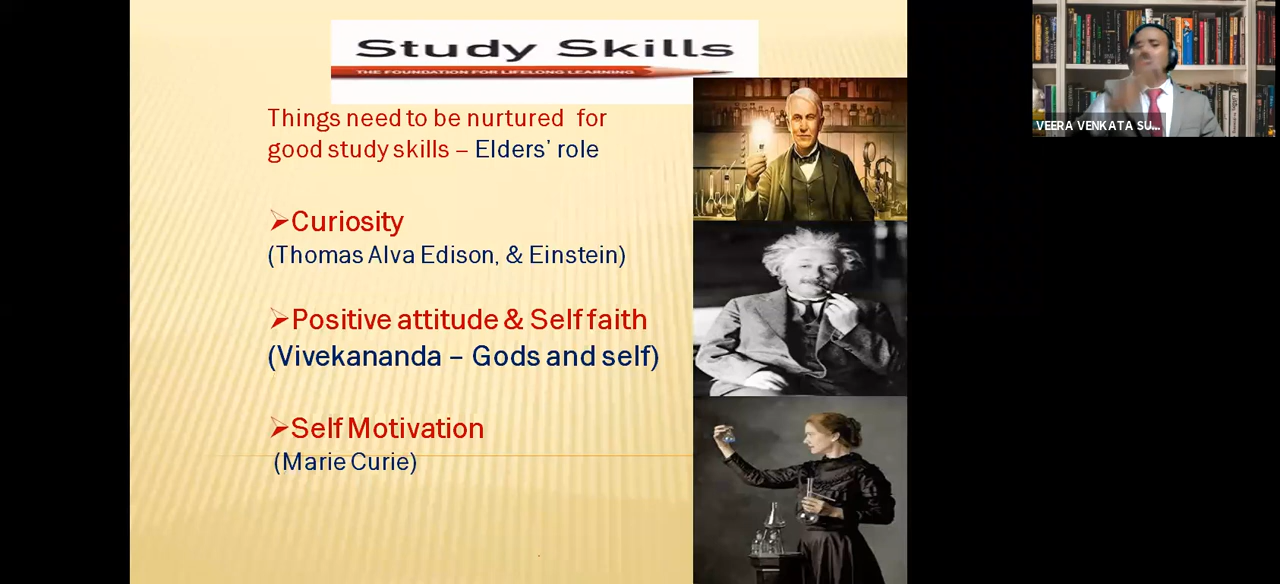 Study Skills
THE FOUNDATION FOR LIFELONG LEARNING
Things need to be nurtured for
good study skills – Elders' role
➢Curiosity
(Thomas Alva Edison, & Einstein)
➢Positive attitude & Self faith
(Vivekananda – Gods and self)
➢Self Motivation
(Marie Curie)
VEERA VENKATA SU...